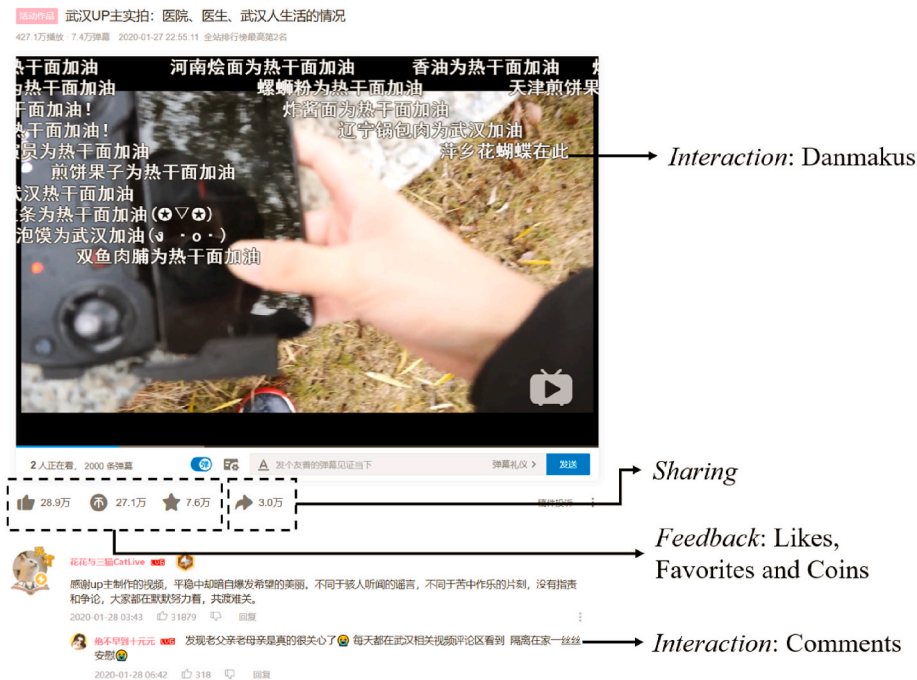 活动作品 武汉UP主实拍：医院、医生、武汉人生活的情况
427.1万播放 · 7.4万弹幕 2020-01-27 22:55:11 全站排行榜最高第2名
热干面加油 河南烩面为热干面加油 香油为热干面加油
为热干面加油 螺蛳粉为热干面加油 天津煎饼果
干面加油！ 炸酱面为热干面加油
热干面加油！ 辽宁锅包肉为武汉加油
员为热干面加油 萍乡花蝴蝶在此
煎饼果子为热干面加油
武汉热干面加油
条为热干面加油(✪▽✪)
泡馍为武汉加油(ง •̀o•́)
双鱼肉脯为热干面加油
Interaction: Danmakus
2 人正在看，2000 条弹幕 弹 A 发个友善的弹幕见证当下 弹幕礼仪 > 发送
Sharing
28.9万 27.1万 7.6万 3.0万 稿件投诉
Feedback: Likes,
Favorites and Coins
花花与三猫CatLive LV6
感谢up主制作的视频，平稳中却暗自爆发希望的美丽。不同于骇人听闻的谣言，不同于苦中作乐的片刻，没有指责
和争论，大家都在默默努力着，共渡难关。
2020-01-28 03:43 31879 回复
絶不早到十元元 LV6 发现老父亲老母亲是真的很关心了😭 每天都在武汉相关视频评论区看到 隔离在家一丝丝
安慰😭
Interaction: Comments
2020-01-28 06:42 318 回复